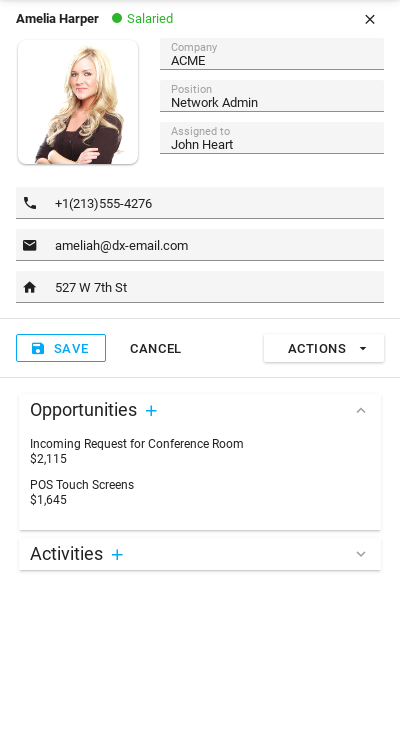 Amelia Harper Salaried
Company
ACME
Position
Network Admin
Assigned to
John Heart
+1(213)555-4276
ameliah@dx-email.com
527 W 7th St
SAVE CANCEL ACTIONS
Opportunities
Incoming Request for Conference Room
$2,115
POS Touch Screens
$1,645
Activities